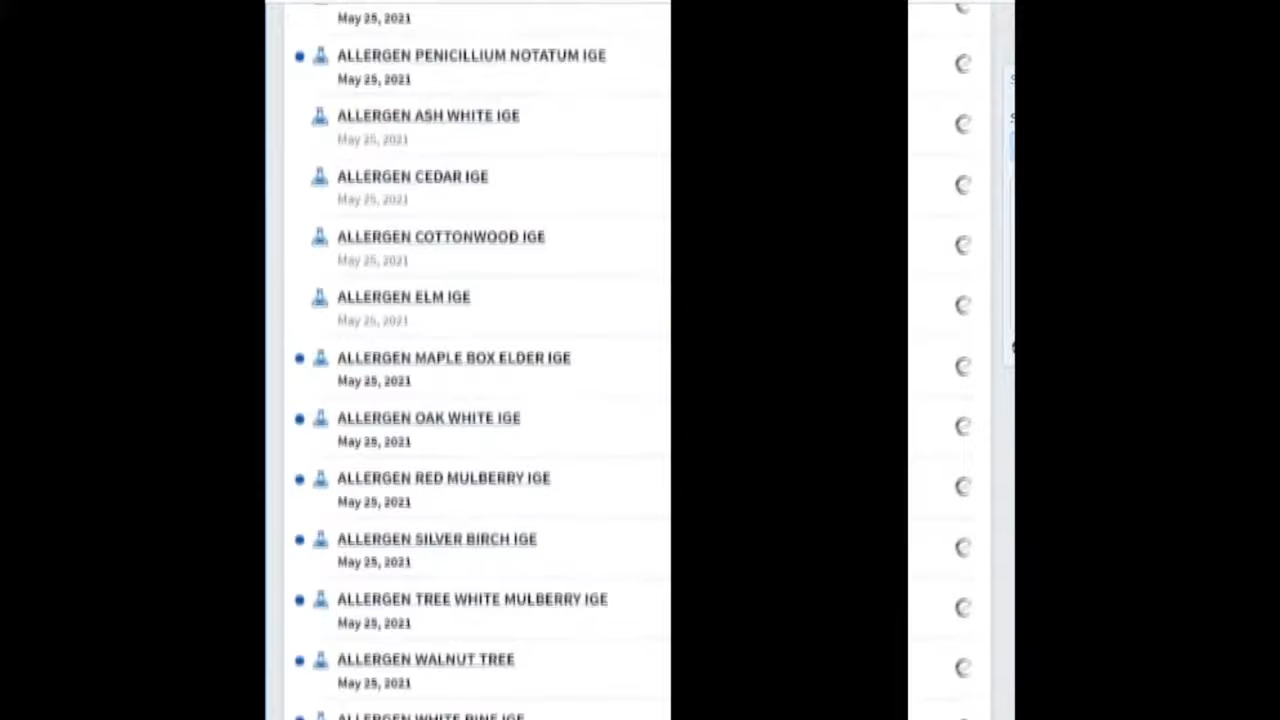 May 25, 2021
ALLERGEN PENICILLIUM NOTATUM IGE
May 25, 2021
ALLERGEN ASH WHITE IGE
May 25, 2021
ALLERGEN CEDAR IGE
May 25, 2021
ALLERGEN COTTONWOOD IGE
May 25, 2021
ALLERGEN ELM IGE
May 25, 2021
ALLERGEN MAPLE BOX ELDER IGE
May 25, 2021
ALLERGEN OAK WHITE IGE
May 25, 2021
ALLERGEN RED MULBERRY IGE
May 25, 2021
ALLERGEN SILVER BIRCH IGE
May 25, 2021
ALLERGEN TREE WHITE MULBERRY IGE
May 25, 2021
ALLERGEN WALNUT TREE
May 25, 2021
ALLERGEN WHITE PINE IGE